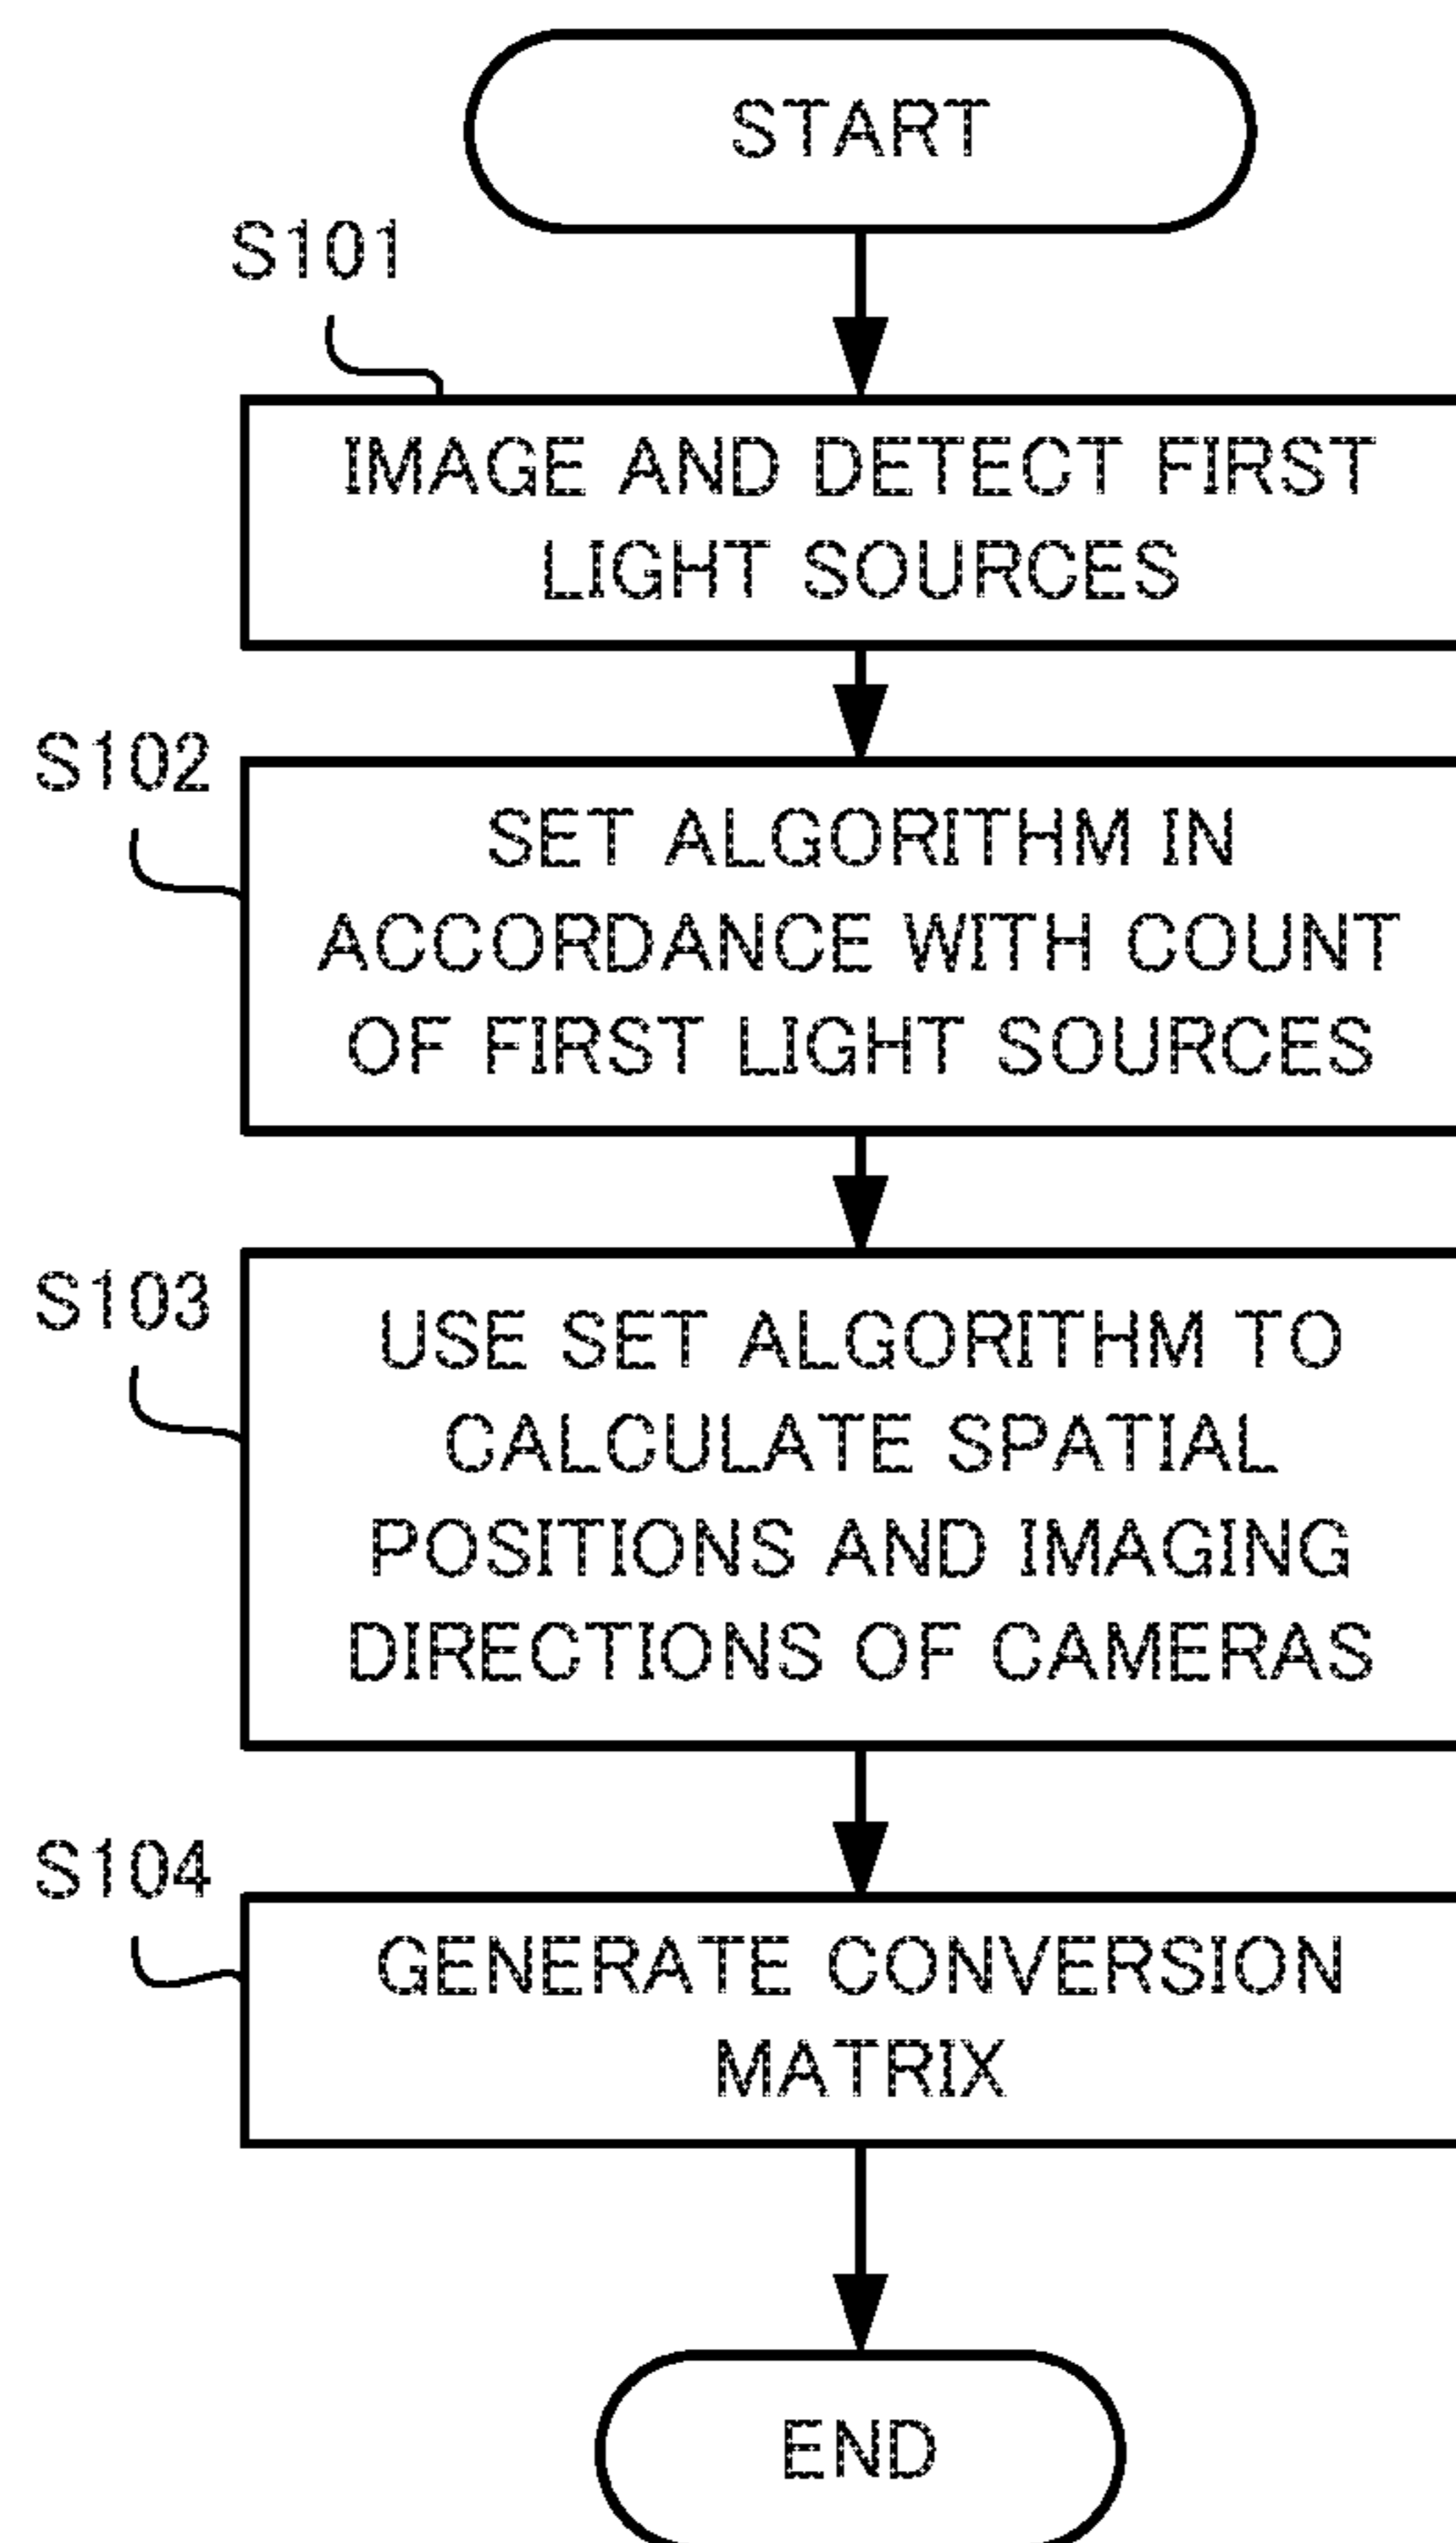 START
S101
IMAGE AND DETECT FIRST
LIGHT SOURCES
S102
SET ALGORITHM IN
ACCORDANCE WITH COUNT
OF FIRST LIGHT SOURCES
S103
USE SET ALGORITHM TO
CALCULATE SPATIAL
POSITIONS AND IMAGING
DIRECTIONS OF CAMERAS
S104
GENERATE CONVERSION
MATRIX
END